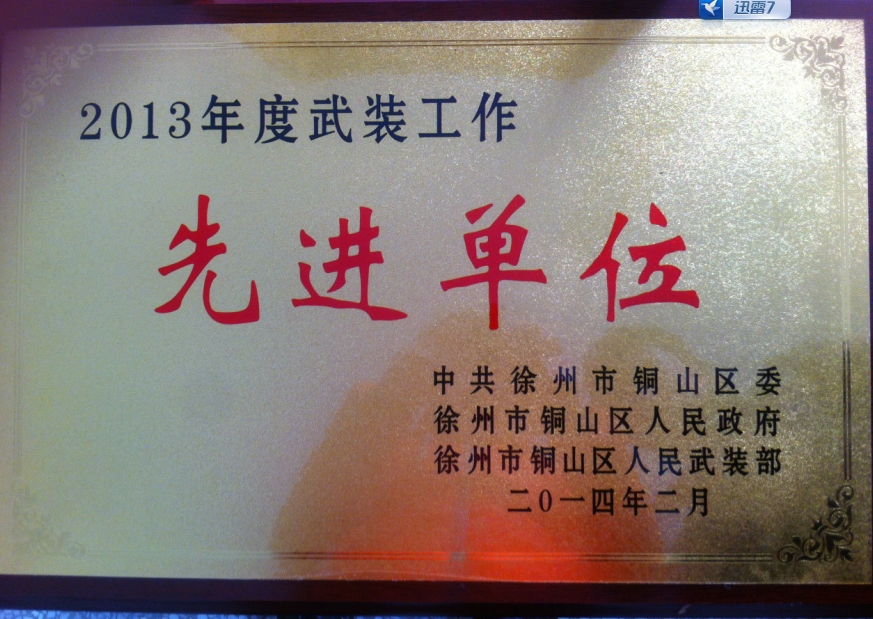 迅雷7
2013年度武装工作
先进单位
中共徐州市铜山区委
徐州市铜山区人民政府
徐州市铜山区人民武装部
二0一四年二月